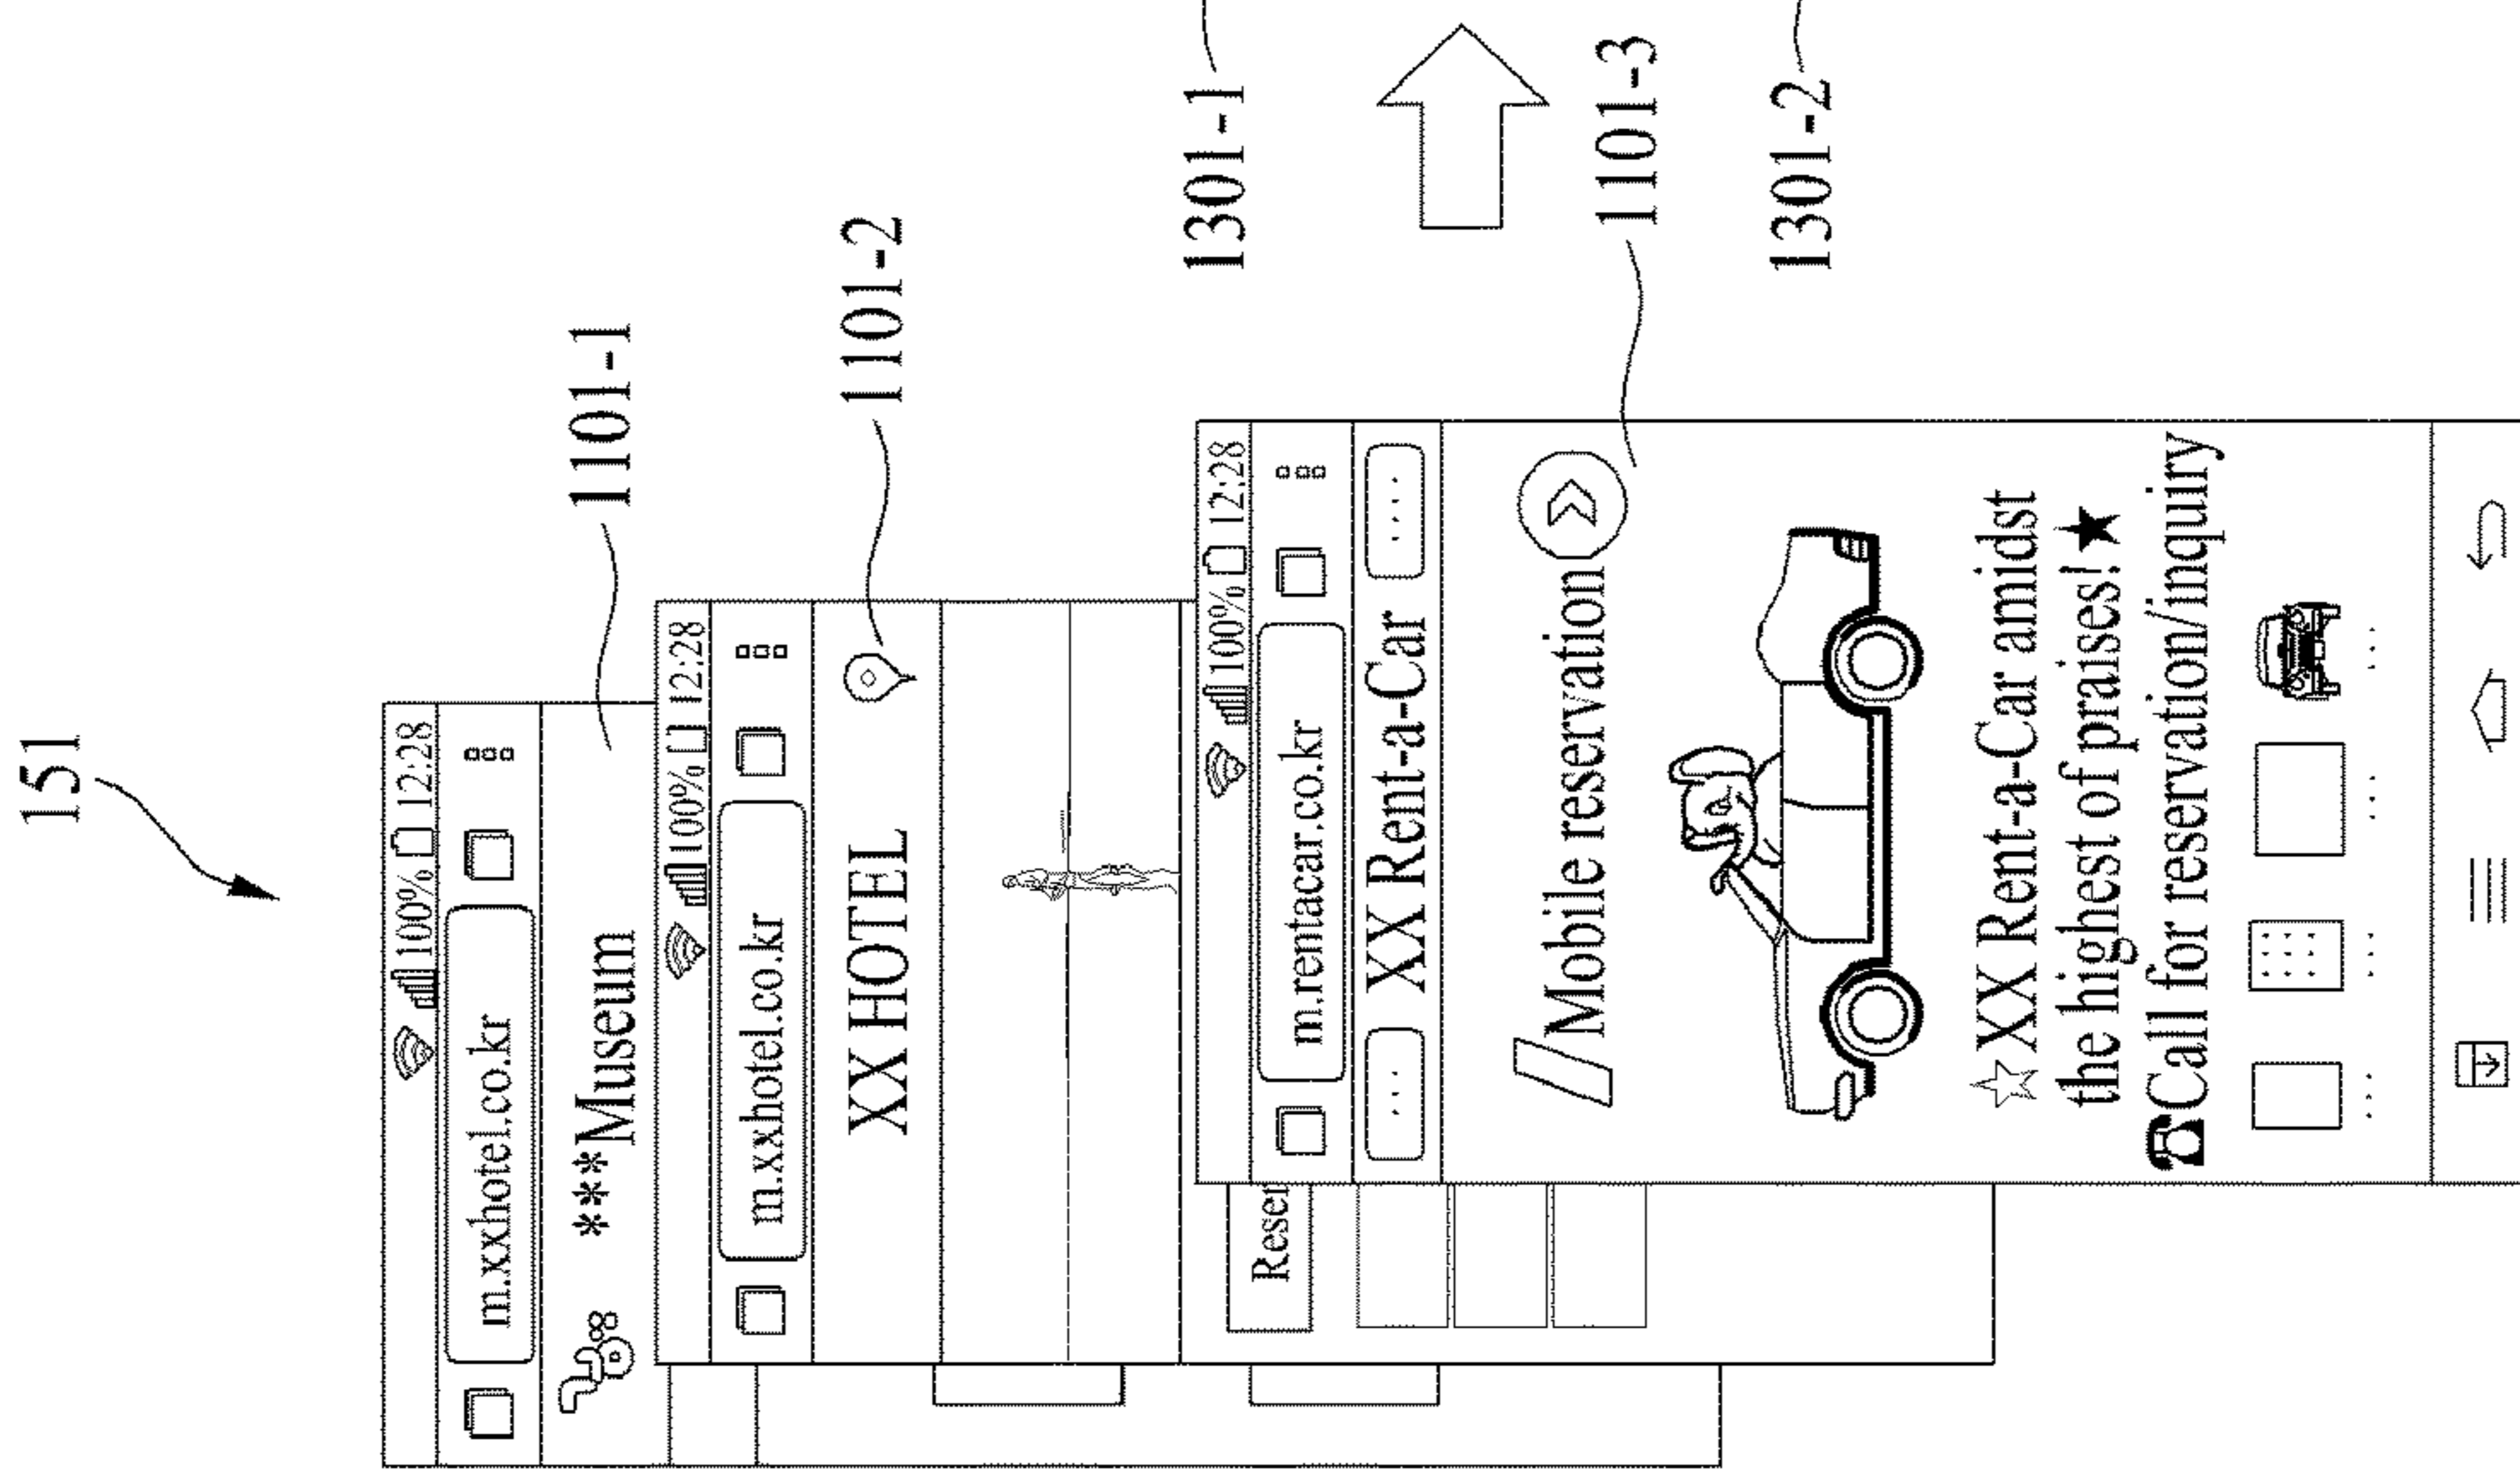 151
100% 12:28
m.xxhotel.co.kr
***Museum
1101-1
100% 12:28
m.xxhotel.co.kr
XX HOTEL
1101-2
Reser
100% 12:28
m.rentacar.co.kr
... XX Rent-a-Car ....
Mobile reservation
1101-3
☆XX Rent-a-Car amidst
the highest of praises!★
☎Call for reservation/inquiry
... ... ... ...
1301-1
1301-2